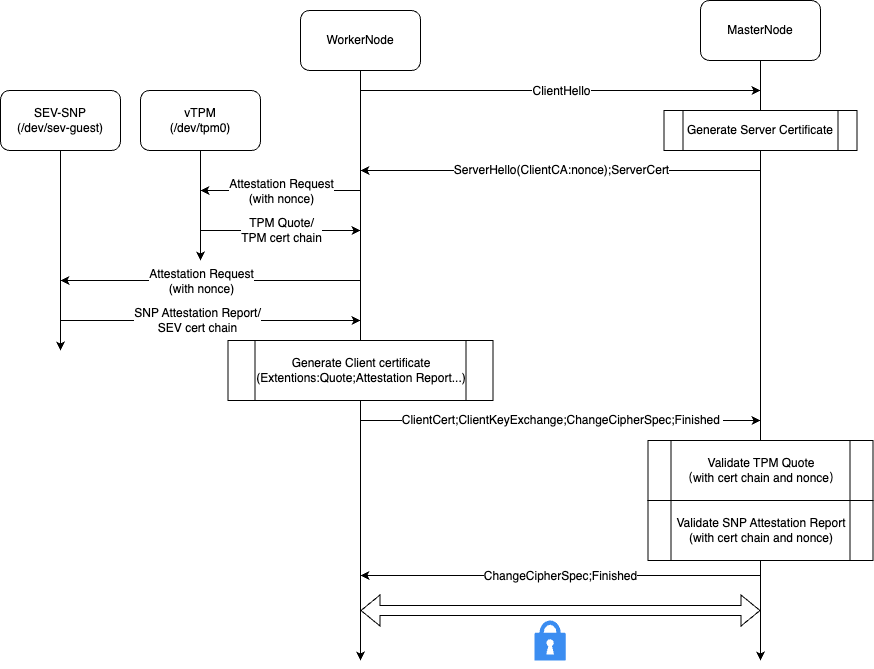 WorkerNode
MasterNode
ClientHello
SEV-SNP
(/dev/sev-guest)
vTPM
(/dev/tpm0)
Generate Server Certificate
ServerHello(ClientCA:nonce);ServerCert
Attestation Request
(with nonce)
TPM Quote/
TPM cert chain
Attestation Request
(with nonce)
SNP Attestation Report/
SEV cert chain
Generate Client certificate
(Extentions:Quote;Attestation Report...)
ClientCert;ClientKeyExchange;ChangeCipherSpec;Finished
Validate TPM Quote
(with cert chain and nonce)
Validate SNP Attestation Report
(with cert chain and nonce)
ChangeCipherSpec;Finished